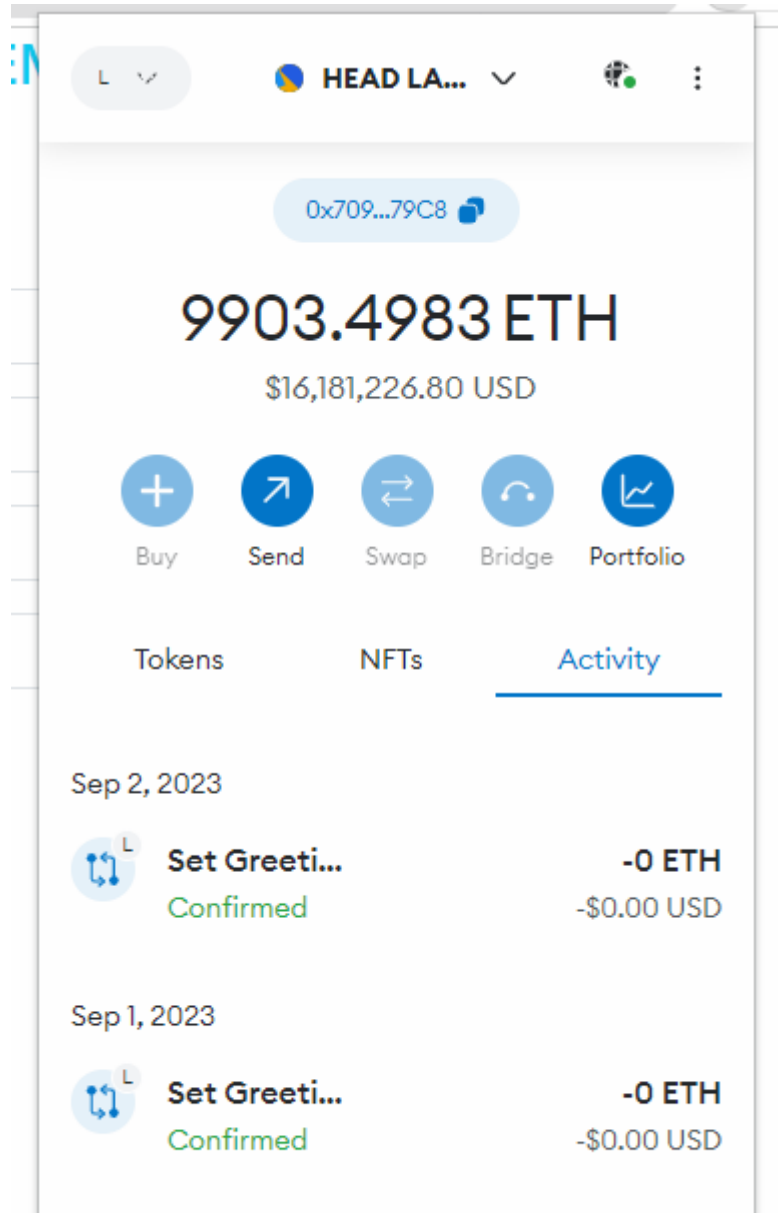 L HEAD LA...
0x709...79C8
9903.4983 ETH
$16,181,226.80 USD
Buy Send Swap Bridge Portfolio
Tokens NFTs Activity
Sep 2, 2023
L
Set Greeti... -0 ETH
Confirmed -$0.00 USD
Sep 1, 2023
L
Set Greeti... -0 ETH
Confirmed -$0.00 USD